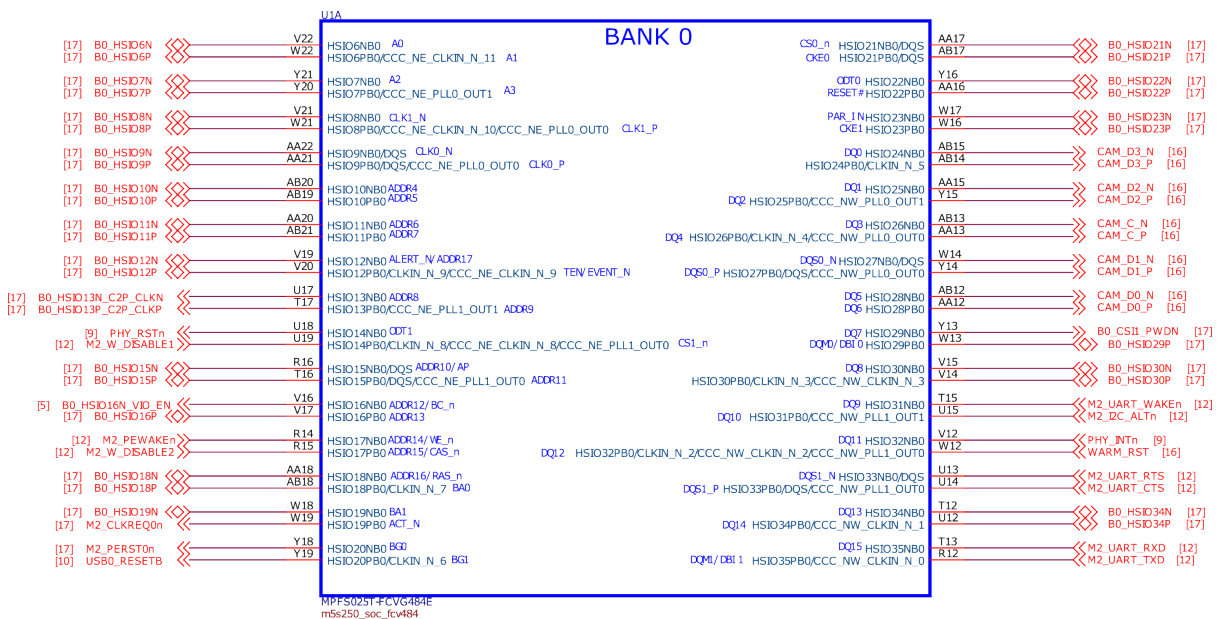 U1A
BANK 0
[17] B0_HSIO6N V22 HSIO6NB0 A0 CS0_n HSIO21NB0/DQS AA17 B0_HSIO21N [17]
[17] B0_HSIO6P W22 HSIO6PB0/CCC_NE_CLKIN_N_11 A1 CKE0 HSIO21PB0/DQS AB17 B0_HSIO21P [17]
[17] B0_HSIO7N Y21 HSIO7NB0 A2 ODT0 HSIO22NB0 Y16 B0_HSIO22N [17]
[17] B0_HSIO7P Y20 HSIO7PB0/CCC_NE_PLL0_OUT1 A3 RESET# HSIO22PB0 AA16 B0_HSIO22P [17]
[17] B0_HSIO8N V21 HSIO8NB0 CLK1_N PAR_IN HSIO23NB0 W17 B0_HSIO23N [17]
[17] B0_HSIO8P W21 HSIO8PB0/CCC_NE_CLKIN_N_10/CCC_NE_PLL0_OUT0 CLK1_P CKE1 HSIO23PB0 W16 B0_HSIO23P [17]
[17] B0_HSIO9N AA22 HSIO9NB0/DQS CLK0_N DQ0 HSIO24NB0 AB15 CAM_D3_N [16]
[17] B0_HSIO9P AA21 HSIO9PB0/DQS/CCC_NE_PLL0_OUT0 CLK0_P HSIO24PB0/CLKIN_N_5 AB14 CAM_D3_P [16]
[17] B0_HSIO10N AB20 HSIO10NB0 ADDR4 DQ1 HSIO25NB0 AA15 CAM_D2_N [16]
[17] B0_HSIO10P AB19 HSIO10PB0 ADDR5 DQ2 HSIO25PB0/CCC_NW_PLL0_OUT1 Y15 CAM_D2_P [16]
[17] B0_HSIO11N AA20 HSIO11NB0 ADDR6 DQ3 HSIO26NB0 AB13 CAM_C_N [16]
[17] B0_HSIO11P AB21 HSIO11PB0 ADDR7 DQ4 HSIO26PB0/CLKIN_N_4/CCC_NW_PLL0_OUT0 AA13 CAM_C_P [16]
[17] B0_HSIO12N V19 HSIO12NB0 ALERT_N/ADDR17 DQS0_N HSIO27NB0/DQS W14 CAM_D1_N [16]
[17] B0_HSIO12P V20 HSIO12PB0/CLKIN_N_9/CCC_NE_CLKIN_N_9 TEN/EVENT_N DQS0_P HSIO27PB0/DQS/CCC_NW_PLL0_OUT0 Y14 CAM_D1_P [16]
[17] B0_HSIO13N_C2P_CLKN U17 HSIO13NB0 ADDR8 DQ5 HSIO28NB0 AB12 CAM_D0_N [16]
[17] B0_HSIO13P_C2P_CLKP T17 HSIO13PB0/CCC_NE_PLL1_OUT1 ADDR9 DQ6 HSIO28PB0 AA12 CAM_D0_P [16]
[9] PHY_RSTn U18 HSIO14NB0 ODT1 DQ7 HSIO29NB0 Y13 B0_CSI1_PWDN [17]
[12] M2_W_DISABLE1 U19 HSIO14PB0/CLKIN_N_8/CCC_NE_CLKIN_N_8/CCC_NE_PLL1_OUT0 CS1_n DQM0/DBI0 HSIO29PB0 W13 B0_HSIO29P [17]
[17] B0_HSIO15N R16 HSIO15NB0/DQS ADDR10/AP DQ8 HSIO30NB0 V15 B0_HSIO30N [17]
[17] B0_HSIO15P T16 HSIO15PB0/DQS/CCC_NE_PLL1_OUT0 ADDR11 HSIO30PB0/CLKIN_N_3/CCC_NW_CLKIN_N_3 V14 B0_HSIO30P [17]
[5] B0_HSIO16N_VIO_EN V16 HSIO16NB0 ADDR12/BC_n DQ9 HSIO31NB0 T15 M2_UART_WAKEn [12]
[17] B0_HSIO16P V17 HSIO16PB0 ADDR13 DQ10 HSIO31PB0/CCC_NW_PLL1_OUT1 U15 M2_I2C_ALTn [12]
[12] M2_PEWAKEn R14 HSIO17NB0 ADDR14/WE_n DQ11 HSIO32NB0 V12 PHY_INTn [9]
[12] M2_W_DISABLE2 R15 HSIO17PB0 ADDR15/CAS_n DQ12 HSIO32PB0/CLKIN_N_2/CCC_NW_CLKIN_N_2/CCC_NW_PLL1_OUT0 W12 WARM_RST [16]
[17] B0_HSIO18N AA18 HSIO18NB0 ADDR16/RAS_n DQS1_N HSIO33NB0/DQS U13 M2_UART_RTS [12]
[17] B0_HSIO18P AB18 HSIO18PB0/CLKIN_N_7 BA0 DQS1_P HSIO33PB0/DQS/CCC_NW_PLL1_OUT0 U14 M2_UART_CTS [12]
[17] B0_HSIO19N W18 HSIO19NB0 BA1 DQ13 HSIO34NB0 T12 B0_HSIO34N [17]
[17] M2_CLKREQ0n W19 HSIO19PB0 ACT_N DQ14 HSIO34PB0/CCC_NW_CLKIN_N_1 U12 B0_HSIO34P [17]
[17] M2_PERST0n Y18 HSIO20NB0 BG0 DQ15 HSIO35NB0 T13 M2_UART_RXD [12]
[10] USB0_RESETB Y19 HSIO20PB0/CLKIN_N_6 BG1 DQM1/DBI1 HSIO35PB0/CCC_NW_CLKIN_N_0 R12 M2_UART_TXD [12]
MPFS025T-FCVG484E
m5s250_soc_fcv484